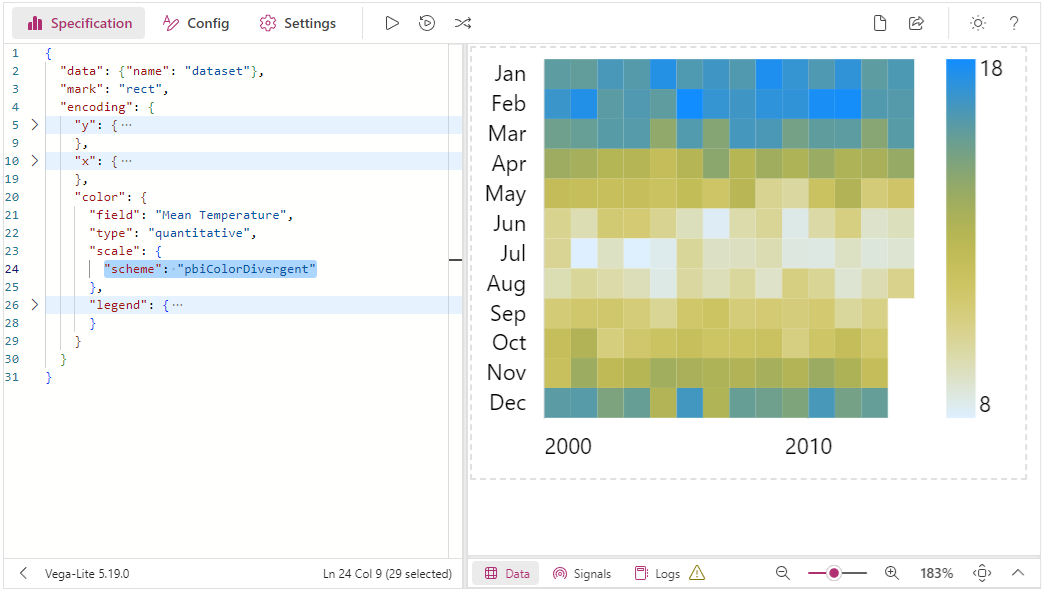 Specification Config Settings ?
1 {
2 "data": {"name": "dataset"},
3 "mark": "rect",
4 "encoding": {
5 "y": { ···
9 },
10 "x": { ···
19 },
20 "color": {
21 "field": "Mean Temperature",
22 "type": "quantitative",
23 "scale": {
24 "scheme":·"pbiColorDivergent"
25 },
26 "legend": { ···
28 }
29 }
30 }
31 }
Jan
Feb
Mar
Apr
May
Jun
Jul
Aug
Sep
Oct
Nov
Dec
2000 2010
18
8
Vega-Lite 5.19.0 Ln 24 Col 9 (29 selected)
Data Signals Logs 183%